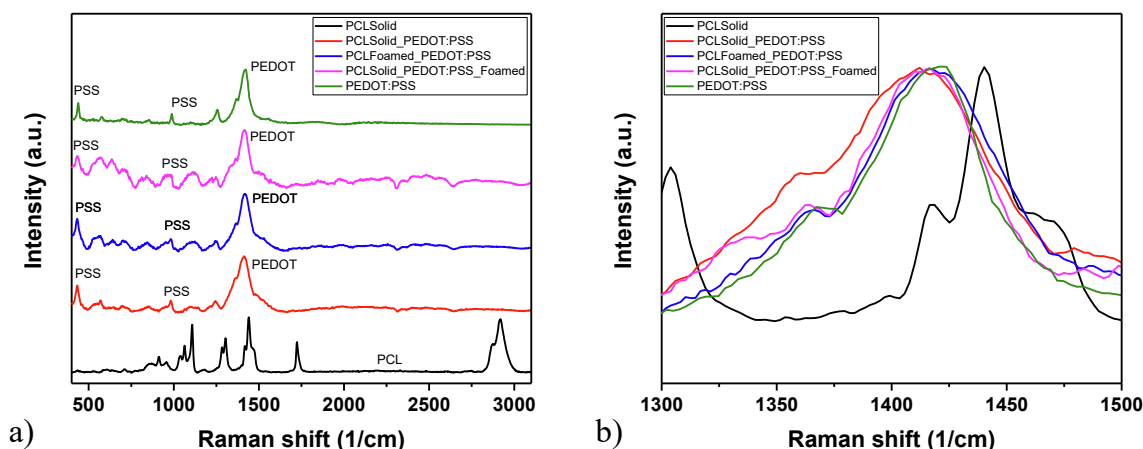 PCLSolid
PCLSolid_PEDOT:PSS
PCLFoamed_PEDOT:PSS
PCLSolid_PEDOT:PSS_Foamed
PEDOT:PSS
PSS
PSS
PEDOT
PSS
PSS
PEDOT
PSS
PSS
PEDOT
PSS
PSS
PEDOT
PCL
Intensity (a.u.)
500 1000 1500 2000 2500 3000
Raman shift (1/cm)
a)
PCLSolid
PCLSolid_PEDOT:PSS
PCLFoamed_PEDOT:PSS
PCLSolid_PEDOT:PSS_Foamed
PEDOT:PSS
Intensity (a.u.)
1300 1350 1400 1450 1500
Raman shift (1/cm)
b)